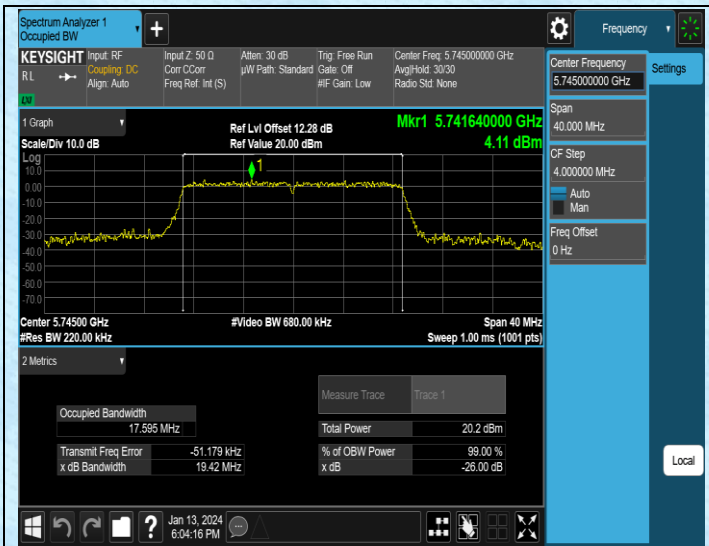 Spectrum Analyzer 1
Occupied BW
Frequency
KEYSIGHT
Input: RF
Coupling: DC
Align: Auto
Input Z: 50 Ω
Corr CCorr
Freq Ref: Int (S)
Atten: 30 dB
µW Path: Standard
Trig: Free Run
Gate: Off
#IF Gain: Low
Center Freq: 5.745000000 GHz
Avg|Hold: 30/30
Radio Std: None
R L
LXI
Center Frequency
5.745000000 GHz
Settings
Span
40.000 MHz
CF Step
4.000000 MHz
Auto
Man
Freq Offset
0 Hz
1 Graph
Scale/Div 10.0 dB
Ref Lvl Offset 12.28 dB
Ref Value 20.00 dBm
Mkr1 5.741640000 GHz
4.11 dBm
Log
10.0
0.00
-10.0
-20.0
-30.0
-40.0
-50.0
-60.0
-70.0
1
Center 5.74500 GHz
#Video BW 680.00 kHz
Span 40 MHz
#Res BW 220.00 kHz
Sweep 1.00 ms (1001 pts)
2 Metrics
Measure Trace
Trace 1
Occupied Bandwidth
17.595 MHz
Total Power
20.2 dBm
Transmit Freq Error
-51.179 kHz
% of OBW Power
99.00 %
x dB Bandwidth
19.42 MHz
x dB
-26.00 dB
Local
?
Jan 13, 2024
6:04:16 PM